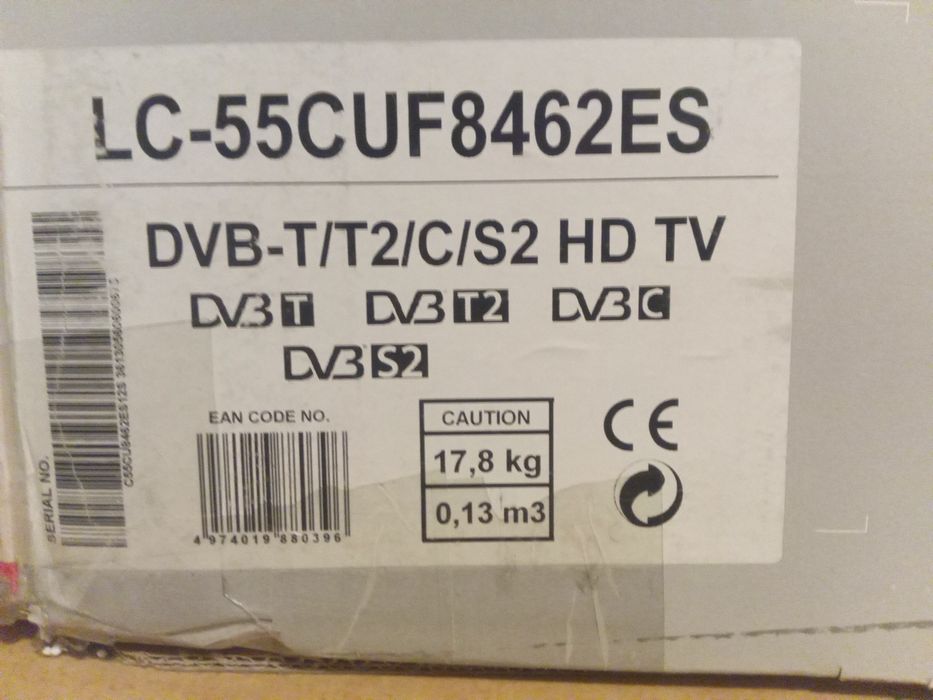 LC-55CUF8462ES
DVB-T/T2/C/S2 HD TV
DVB T DVB T2 DVB C
DVB S2
SERIAL NO.
EAN CODE NO.
4 974019 880396
CAUTION
17,8 kg
0,13 m3
CE